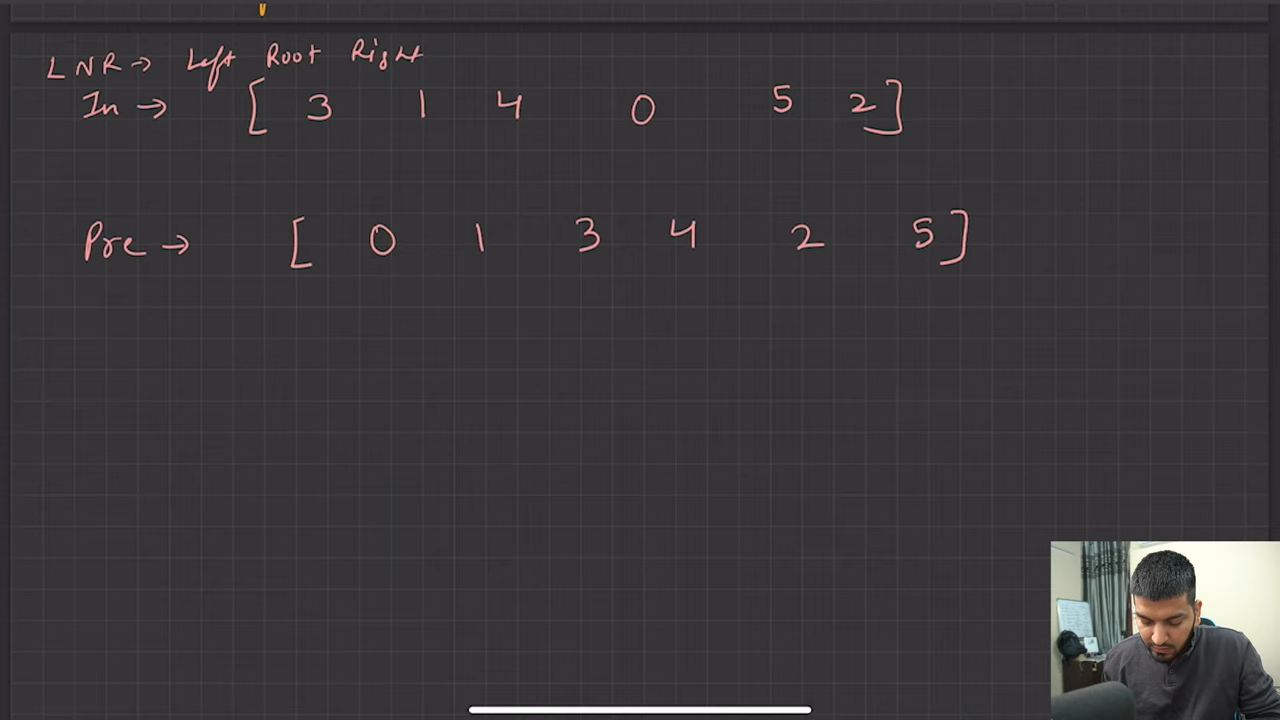 LNR → Left Root Right
In → [ 3 1 4 0 5 2 ]
Pre → [ 0 1 3 4 2 5 ]